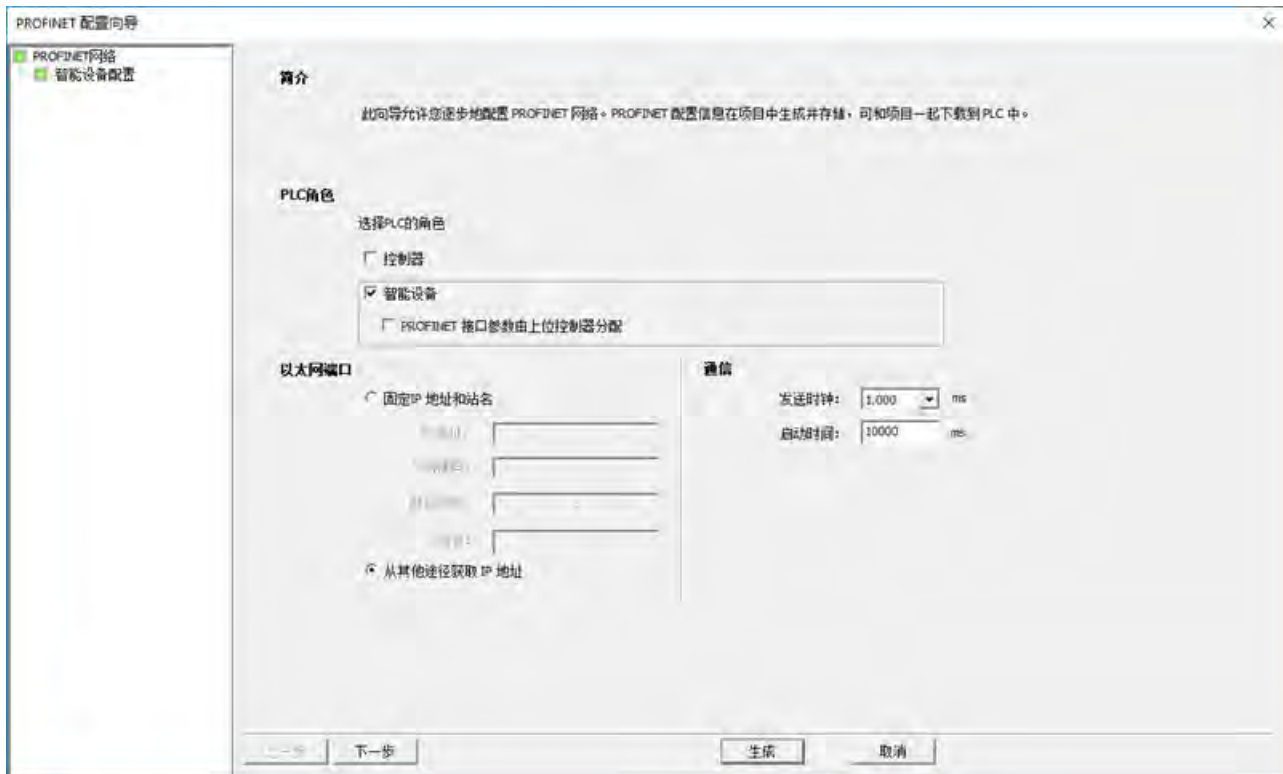 PROFINET 配置向导
PROFINET网络
智能设备配置
简介
此向导允许您逐步地配置 PROFINET 网络。PROFINET 配置信息在项目中生成并存储，可和项目一起下载到 PLC 中。
PLC角色
选择PLC的角色
控制器
智能设备
PROFINET 接口参数由上位控制器分配
以太网端口
固定IP 地址和站名
从其他途径获取 IP 地址
通信
发送时钟： 1.000 ms
启动时间： 10000 ms
上一步 下一步 生成 取消